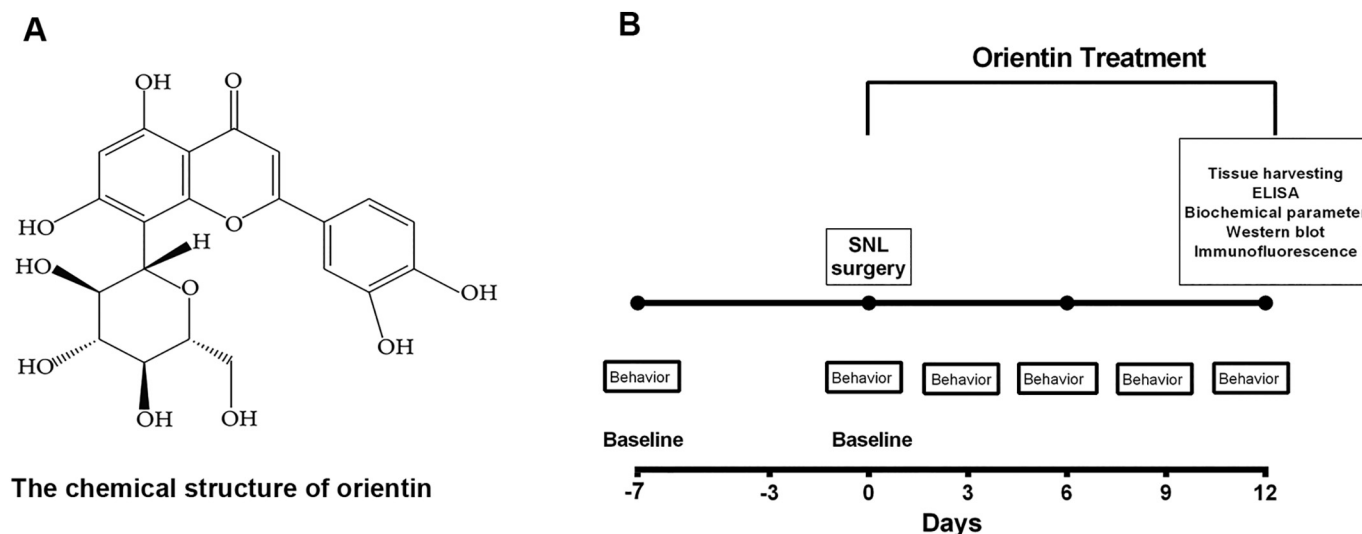 A
OH
O
HO
O
H
HO
O
OH
OH
HO
OH
OH
The chemical structure of orientin
B
Orientin Treatment
Tissue harvesting
ELISA
Biochemical parameter
Western blot
Immunofluorescence
SNL
surgery
Behavior
Behavior
Behavior
Behavior
Behavior
Behavior
Baseline
Baseline
-7
-3
0
3
6
9
12
Days